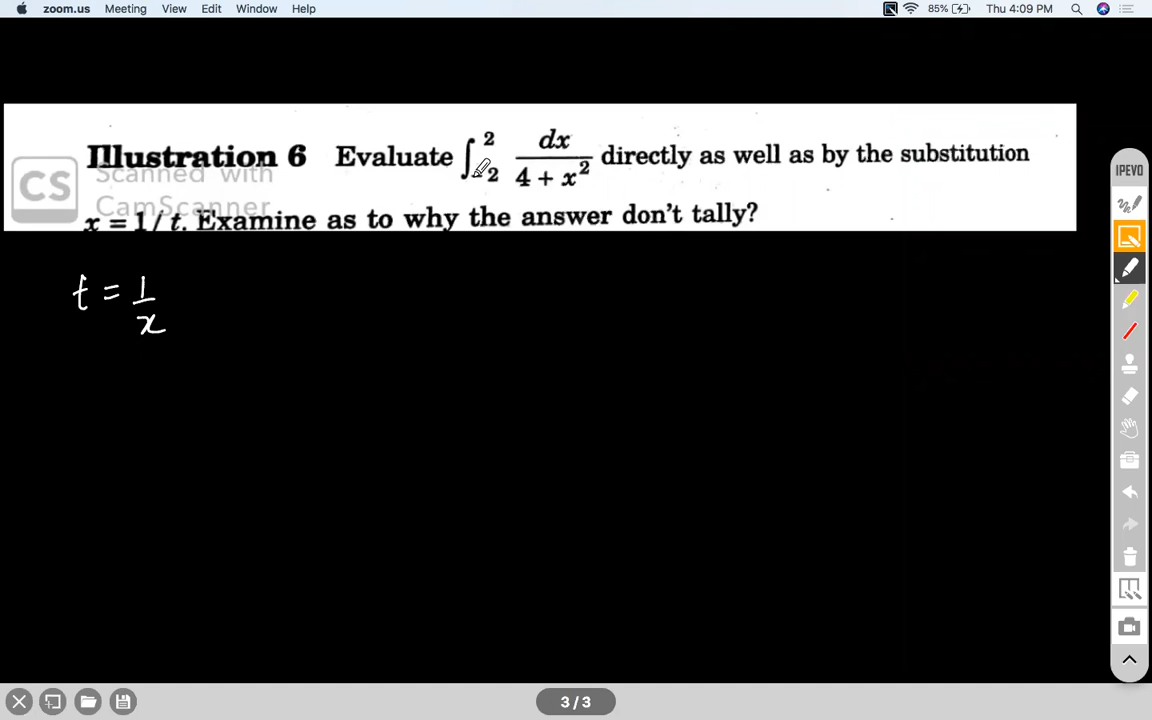 zoom.us Meeting View Edit Window Help 85% Thu 4:09 PM
Illustration 6 Evaluate ∫₋₂² dx/(4 + x²) directly as well as by the substitution
x = 1/t. Examine as to why the answer don't tally?
CS Scanned with
CamScanner
t = 1/x
IPEVO
3 / 3